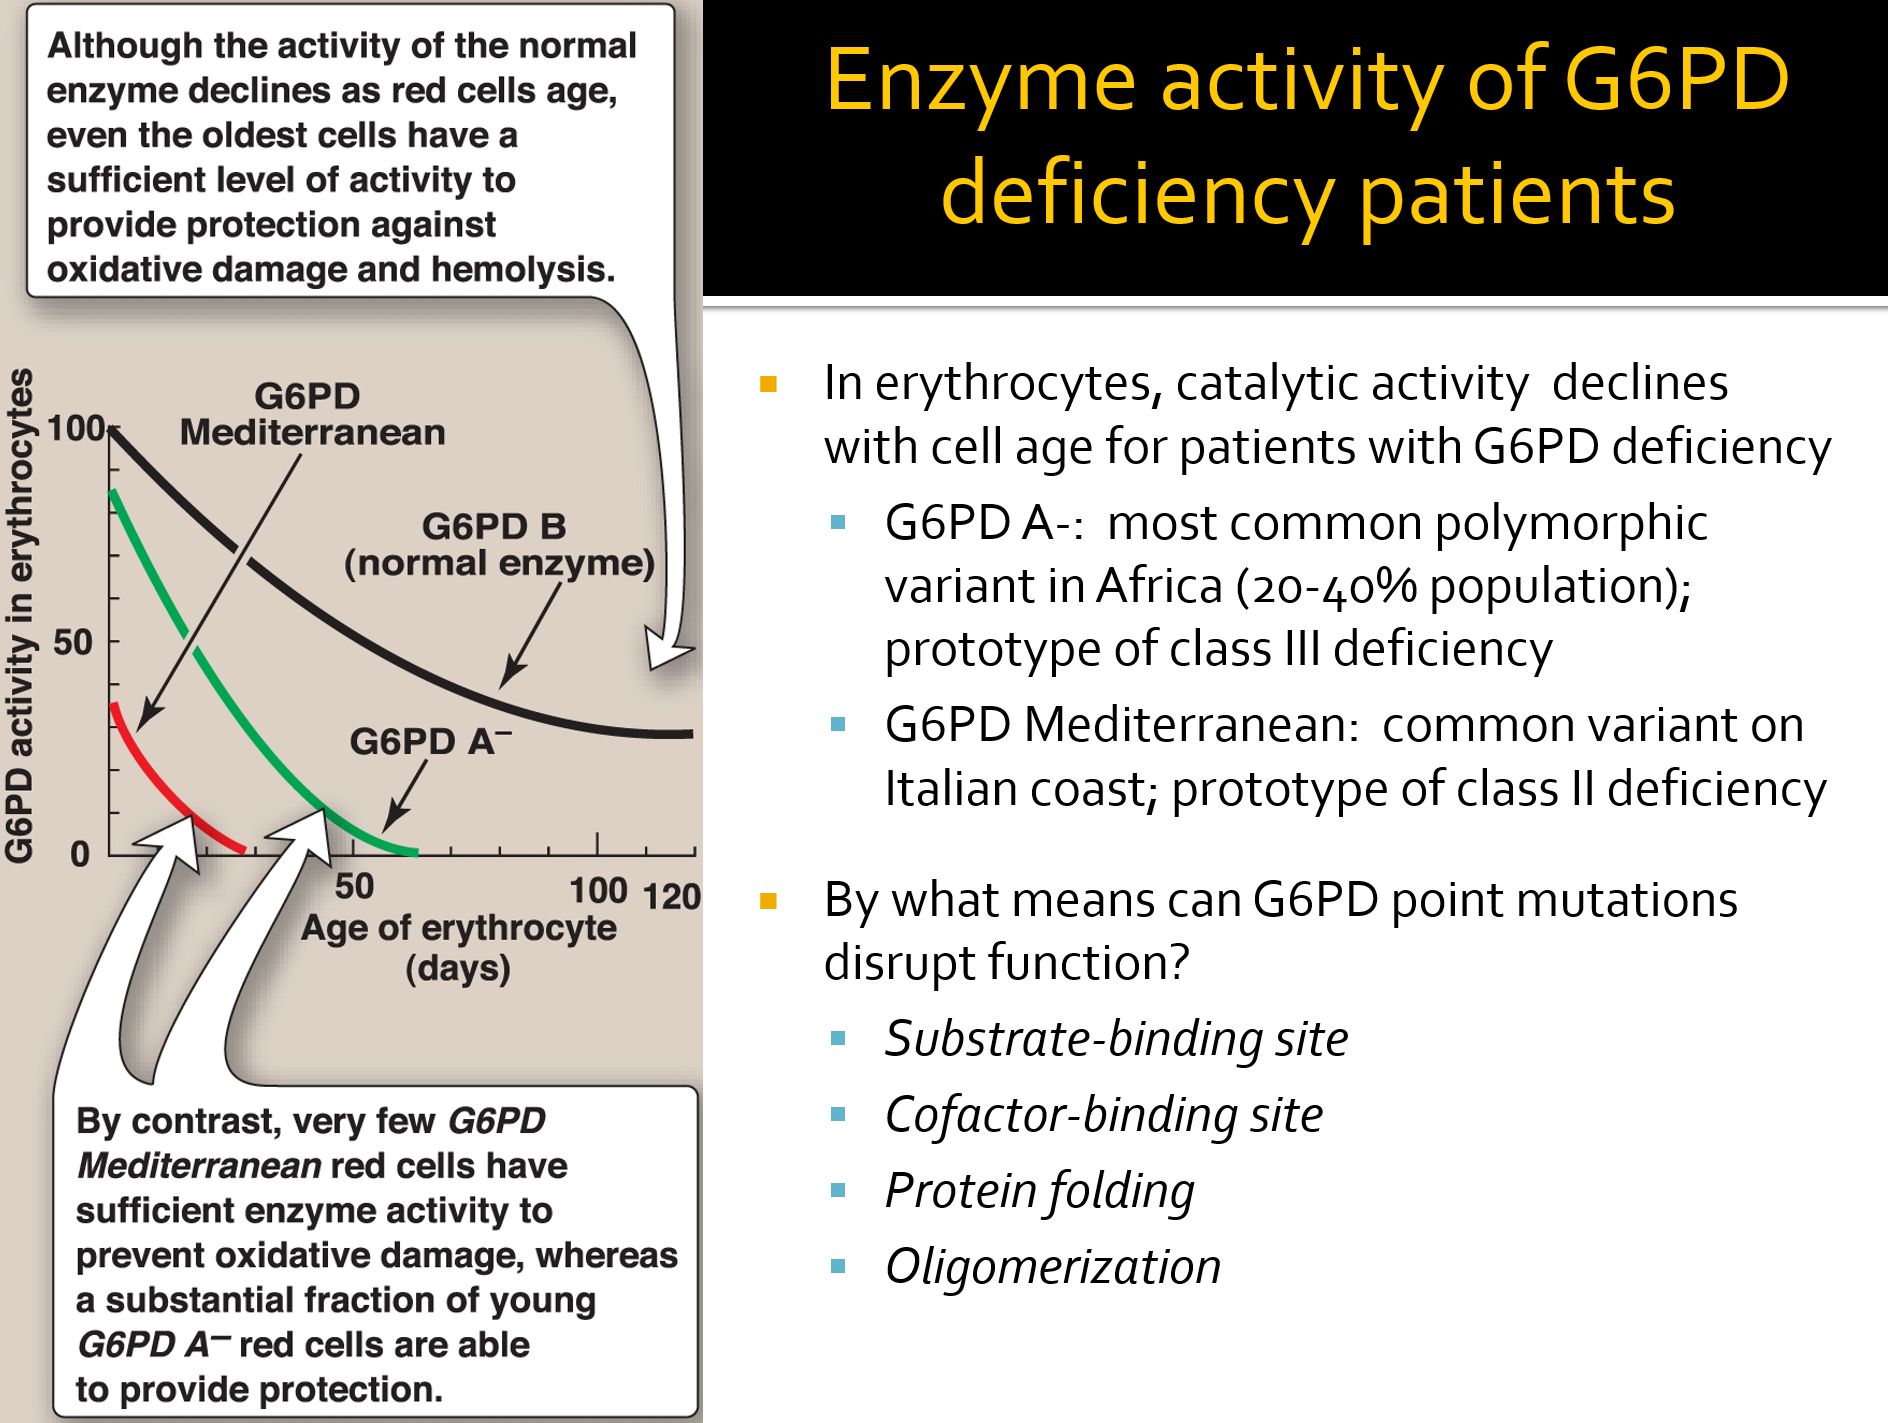 Although the activity of the normal
enzyme declines as red cells age,
even the oldest cells have a
sufficient level of activity to
provide protection against
oxidative damage and hemolysis.
G6PD activity in erythrocytes
100
50
0
G6PD
Mediterranean
G6PD B
(normal enzyme)
G6PD A–
50
100
120
Age of erythrocyte
(days)
By contrast, very few G6PD
Mediterranean red cells have
sufficient enzyme activity to
prevent oxidative damage, whereas
a substantial fraction of young
G6PD A– red cells are able
to provide protection.
Enzyme activity of G6PD
deficiency patients
In erythrocytes, catalytic activity declines
with cell age for patients with G6PD deficiency
G6PD A-: most common polymorphic
variant in Africa (20-40% population);
prototype of class III deficiency
G6PD Mediterranean: common variant on
Italian coast; prototype of class II deficiency
By what means can G6PD point mutations
disrupt function?
Substrate-binding site
Cofactor-binding site
Protein folding
Oligomerization